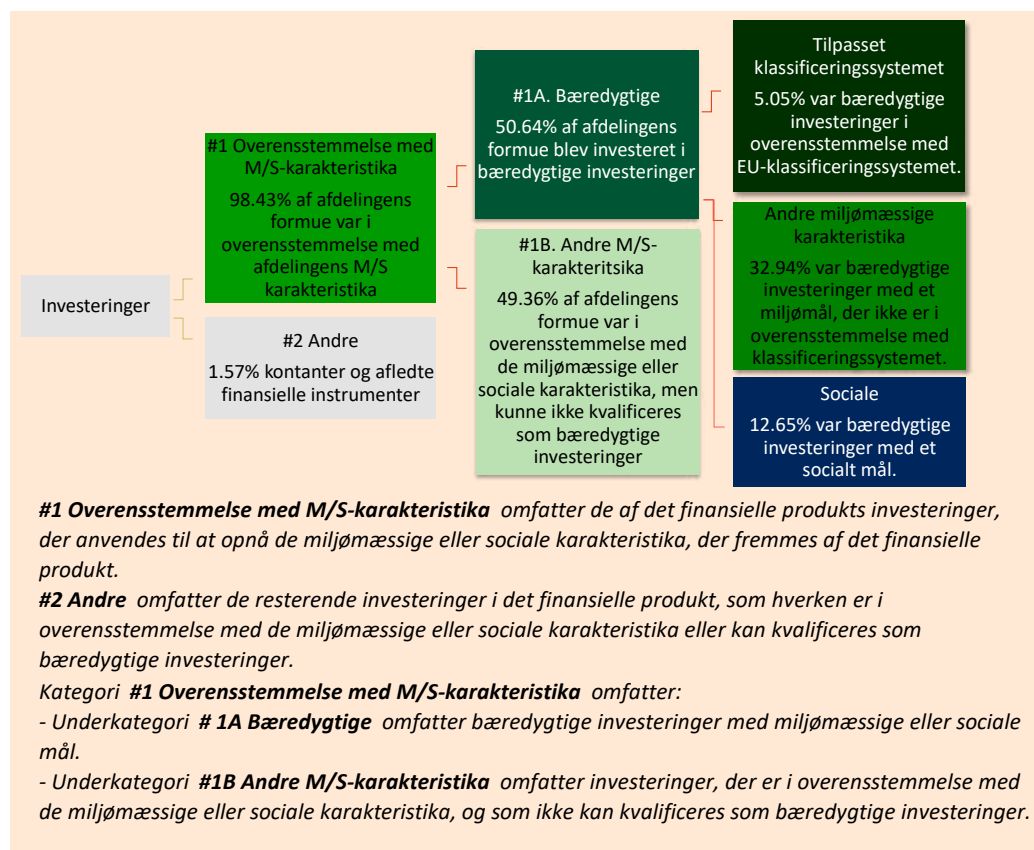 Investeringer
#1 Overensstemmelse med
M/S-karakteristika
98.43% af afdelingens
formue var i
overensstemmelse med
afdelingens M/S
karakteristika
#2 Andre
1.57% kontanter og afledte
finansielle instrumenter
#1A. Bæredygtige
50.64% af afdelingens
formue blev investeret i
bæredygtige investeringer
#1B. Andre M/S-
karakteritsika
49.36% af afdelingens
formue var i
overensstemmelse med
de miljømæssige eller
sociale karakteristika, men
kunne ikke kvalificeres
som bæredygtige
investeringer
Tilpasset
klassificeringssystemet
5.05% var bæredygtige
investeringer i
overensstemmelse med
EU-klassificeringssystemet.
Andre miljømæssige
karakteristika
32.94% var bæredygtige
investeringer med et
miljømål, der ikke er i
overensstemmelse med
klassificeringssystemet.
Sociale
12.65% var bæredygtige
investeringer med et
socialt mål.
#1 Overensstemmelse med M/S-karakteristika omfatter de af det finansielle produkts investeringer,
der anvendes til at opnå de miljømæssige eller sociale karakteristika, der fremmes af det finansielle
produkt.
#2 Andre omfatter de resterende investeringer i det finansielle produkt, som hverken er i
overensstemmelse med de miljømæssige eller sociale karakteristika eller kan kvalificeres som
bæredygtige investeringer.
Kategori #1 Overensstemmelse med M/S-karakteristika omfatter:
- Underkategori # 1A Bæredygtige omfatter bæredygtige investeringer med miljømæssige eller sociale
mål.
- Underkategori #1B Andre M/S-karakteristika omfatter investeringer, der er i overensstemmelse med
de miljømæssige eller sociale karakteristika, og som ikke kan kvalificeres som bæredygtige investeringer.